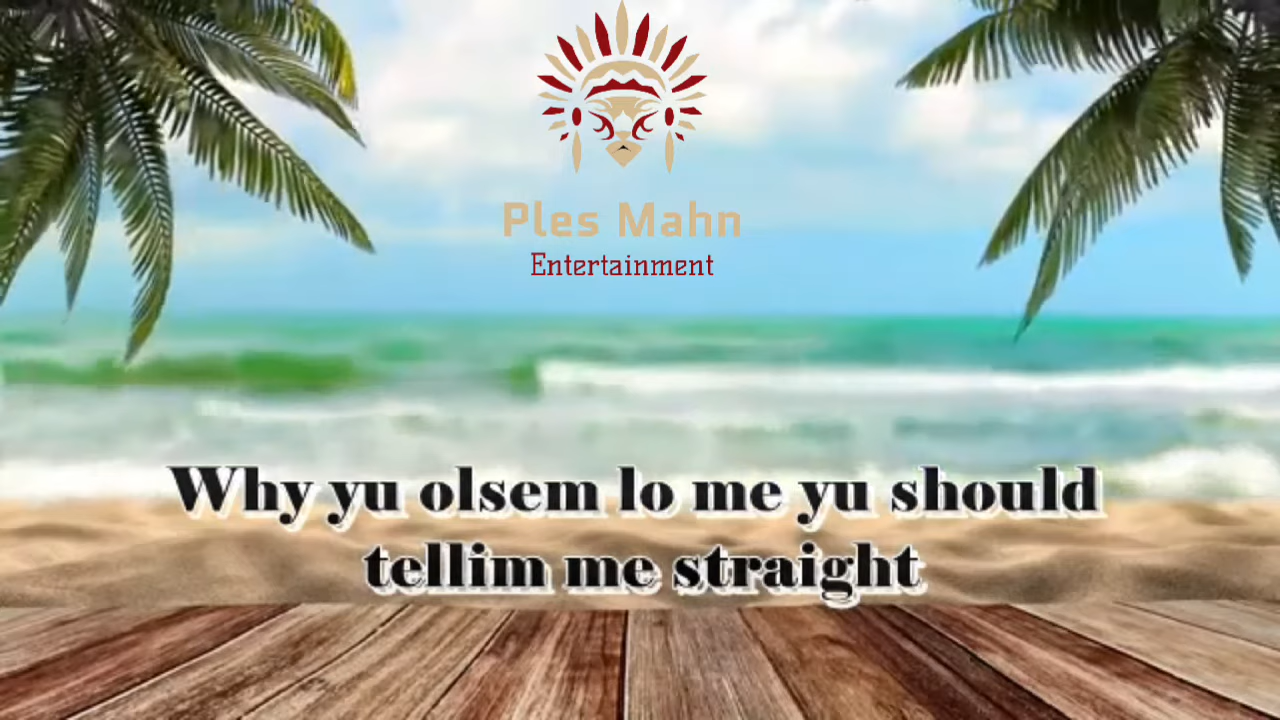 Ples Mahn
Entertainment
Why yu olsem lo me yu should
tellim me straight